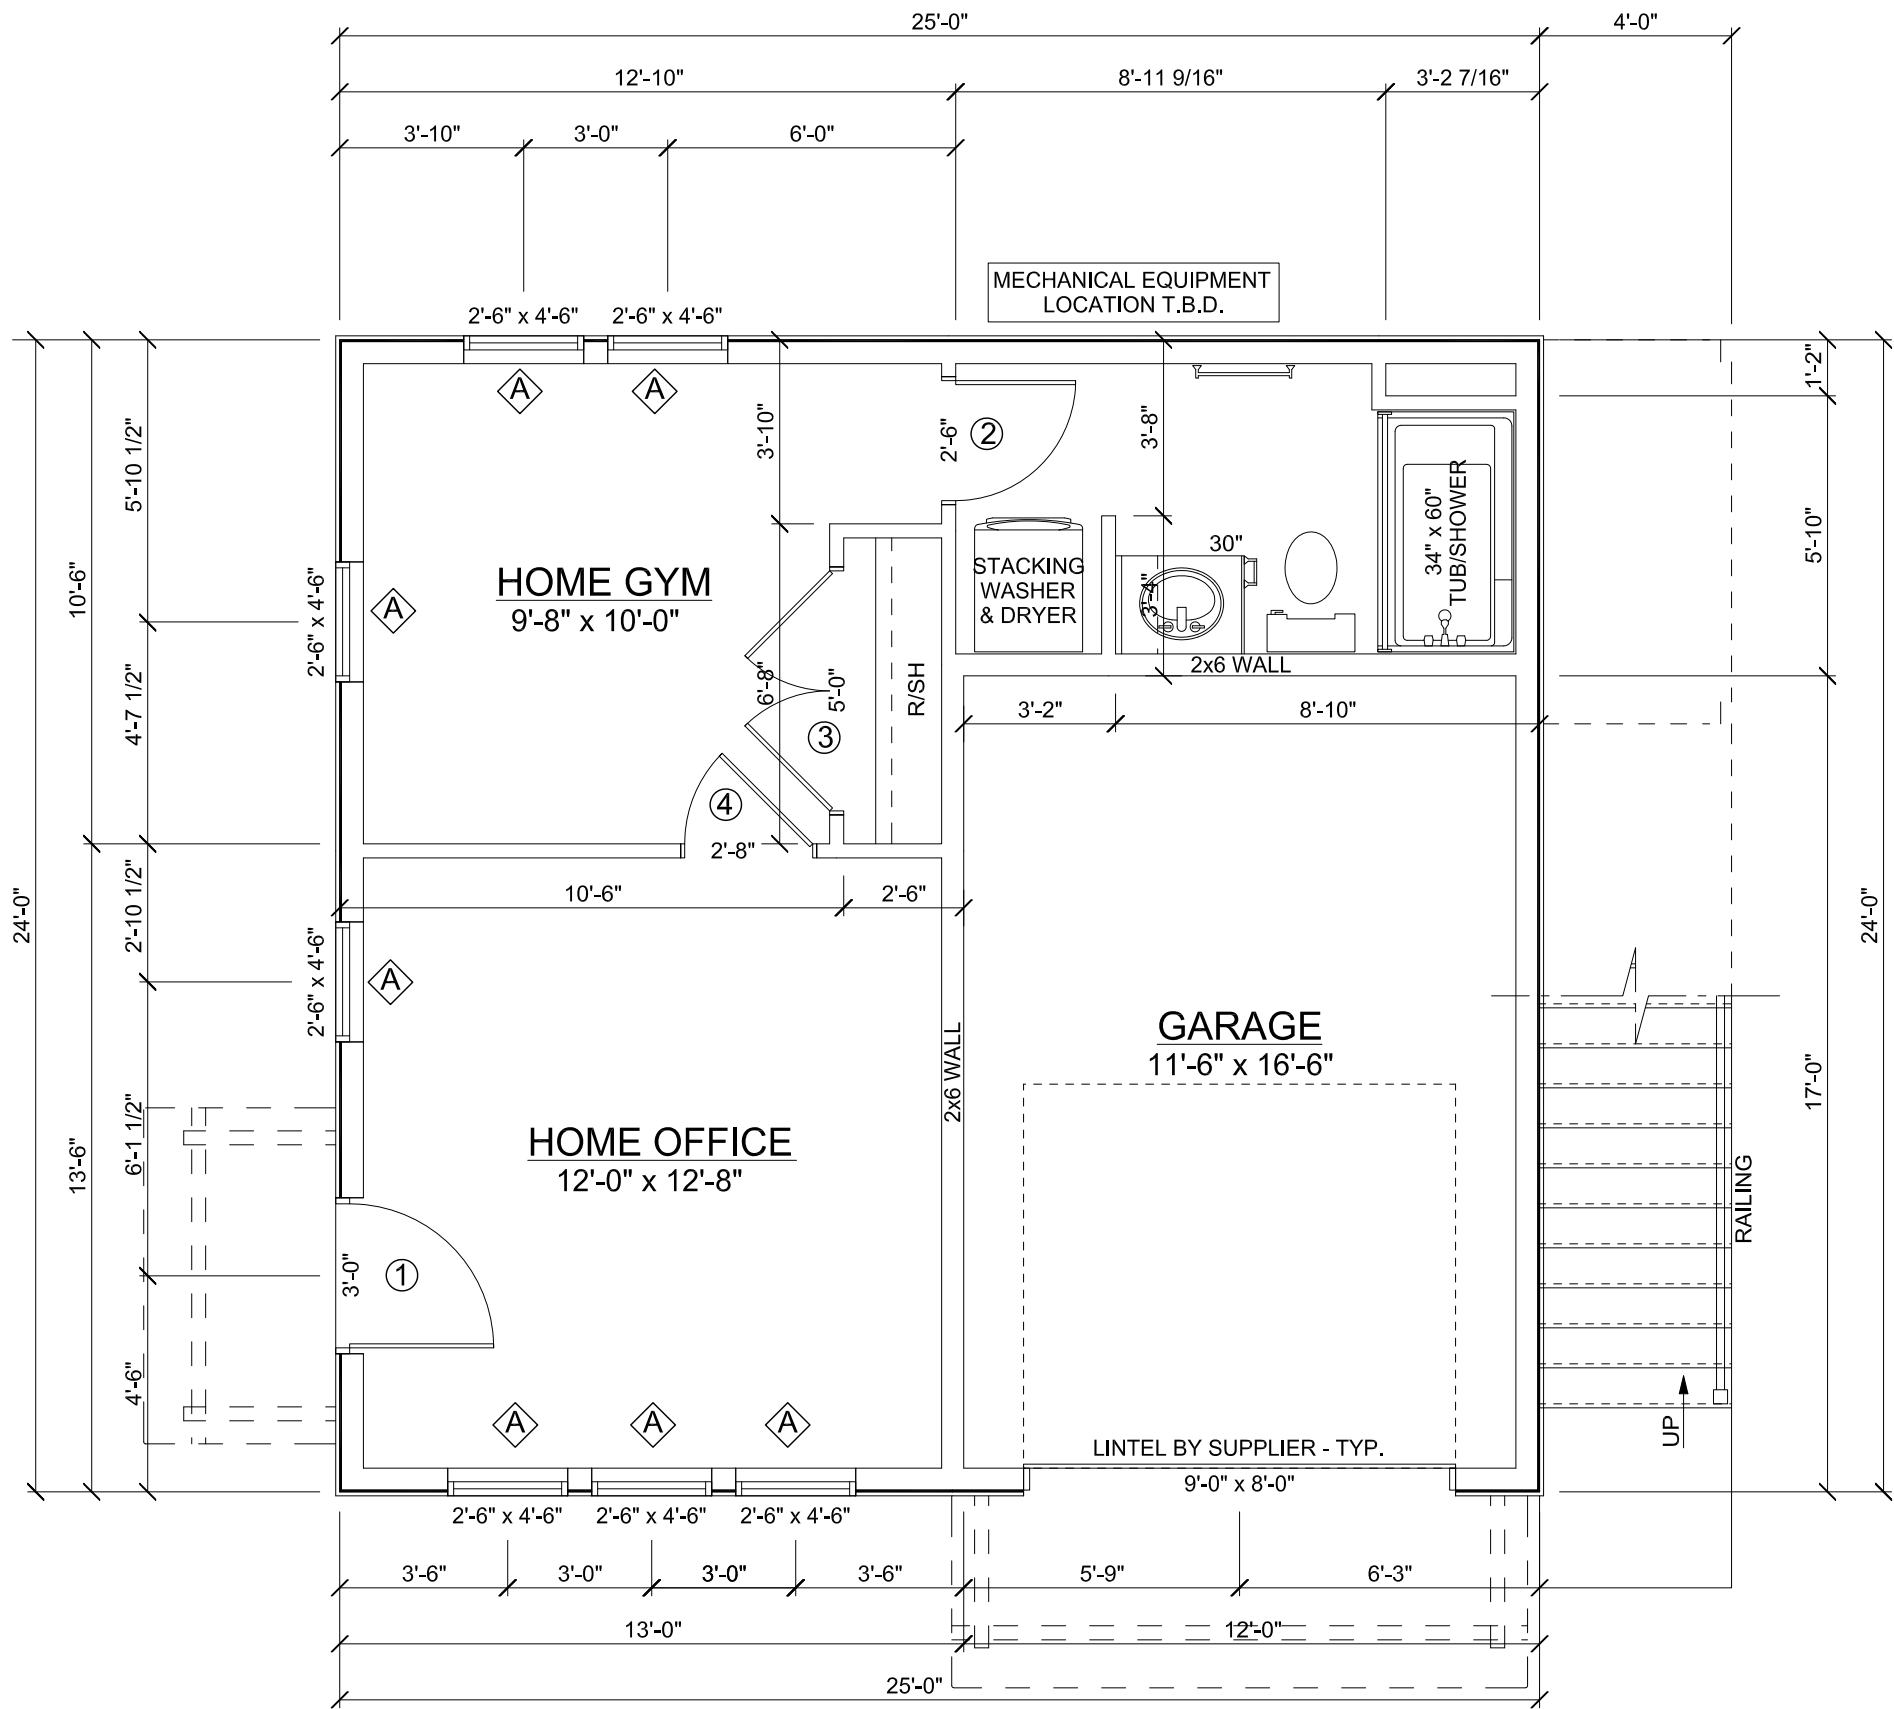 25'-0"
4'-0"
12'-10"
8'-11 9/16"
3'-2 7/16"
3'-10"
3'-0"
6'-0"
MECHANICAL EQUIPMENT
LOCATION T.B.D.
2'-6" x 4'-6"
2'-6" x 4'-6"
A
A
3'-10"
2'-6"
2
3'-8"
1'-2"
5'-10 1/2"
10'-6"
2'-6" x 4'-6"
A
HOME GYM
9'-8" x 10'-0"
STACKING
WASHER
& DRYER
30"
3'-4"
34" x 60"
TUB/SHOWER
5'-10"
2x6 WALL
4'-7 1/2"
6'-8"
5'-0"
R/SH
3
3'-2"
8'-10"
4
2'-8"
10'-6"
2'-6"
24'-0"
2'-10 1/2"
2'-6" x 4'-6"
A
24'-0"
GARAGE
11'-6" x 16'-6"
2x6 WALL
17'-0"
13'-6"
6'-1 1/2"
HOME OFFICE
12'-0" x 12'-8"
RAILING
3'-0"
1
4'-6"
A
A
A
UP
LINTEL BY SUPPLIER - TYP.
9'-0" x 8'-0"
2'-6" x 4'-6"
2'-6" x 4'-6"
2'-6" x 4'-6"
3'-6"
3'-0"
3'-0"
3'-6"
5'-9"
6'-3"
13'-0"
12'-0"
25'-0"